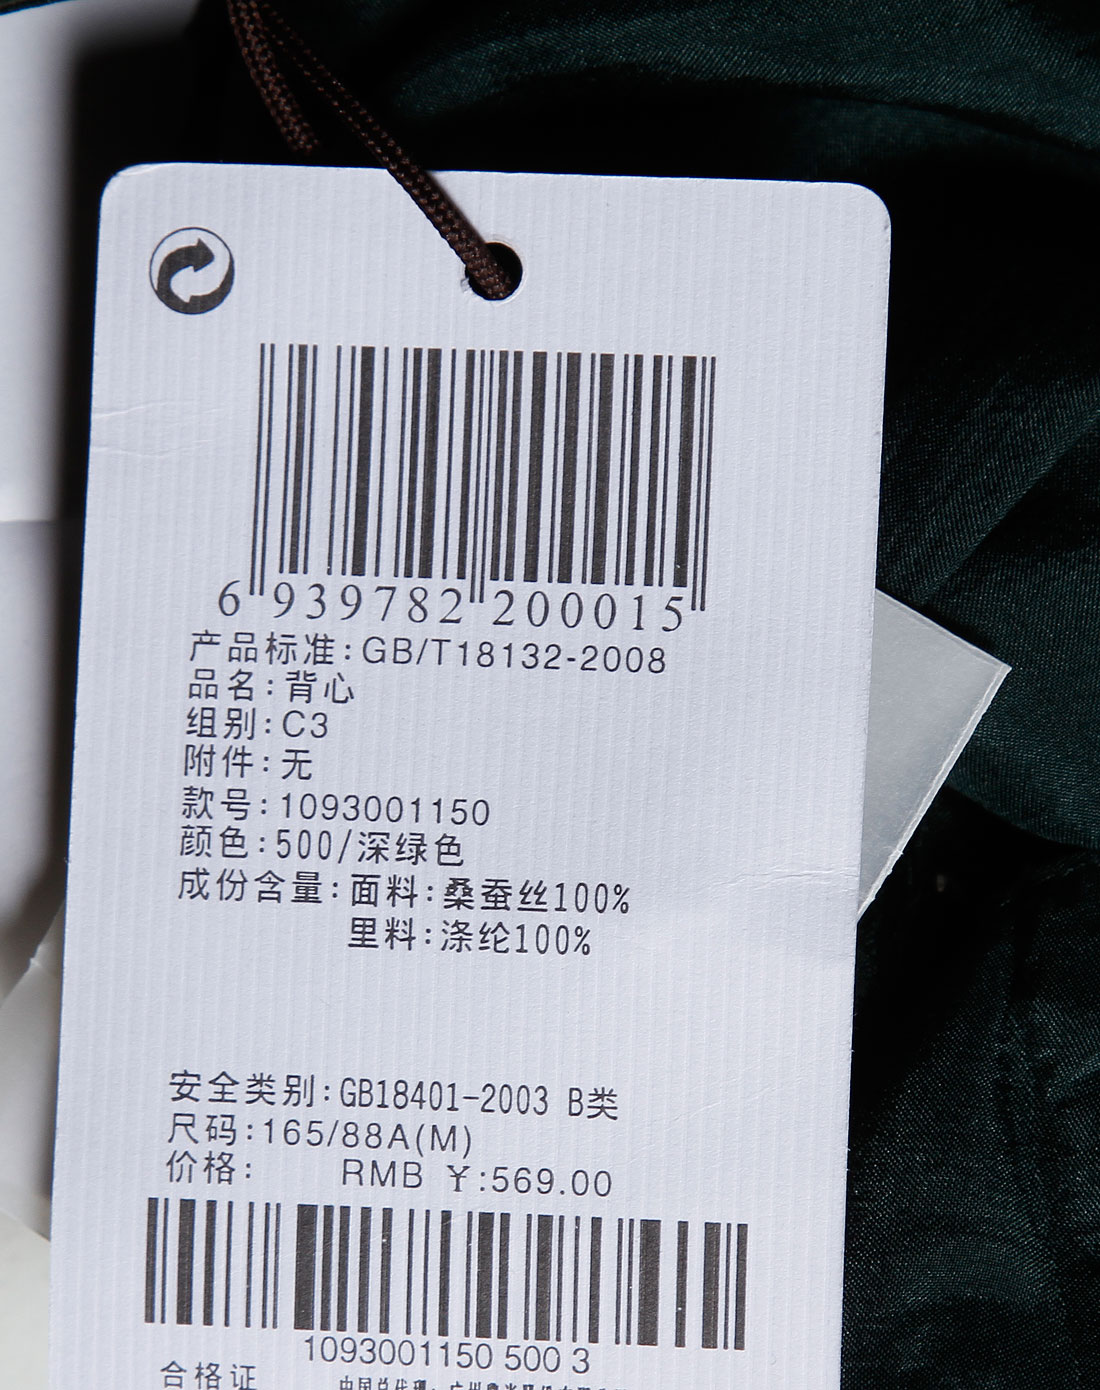 6 939782 200015
产品标准:GB/T18132-2008
品名:背心
组别:C3
附件:无
款号:1093001150
颜色:500/深绿色
成份含量:面料:桑蚕丝100%
里料:涤纶100%
安全类别:GB18401-2003 B类
尺码:165/88A(M)
价格: RMB ￥:569.00
1093001150 500 3
合格证